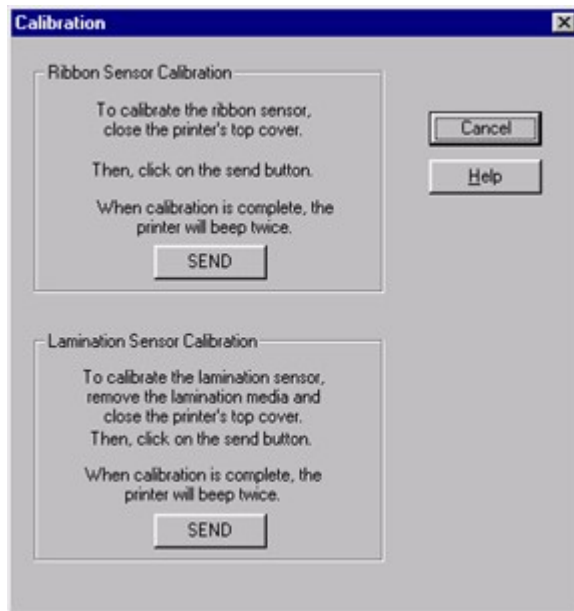 Calibration
Ribbon Sensor Calibration
To calibrate the ribbon sensor,
close the printer's top cover.
Then, click on the send button.
When calibration is complete, the
printer will beep twice.
SEND
Cancel
Help
Lamination Sensor Calibration
To calibrate the lamination sensor,
remove the lamination media and
close the printer's top cover.
Then, click on the send button.
When calibration is complete, the
printer will beep twice.
SEND